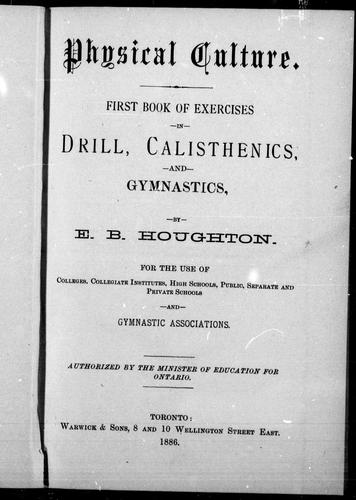 Physical Culture.
FIRST BOOK OF EXERCISES
—IN—
DRILL, CALISTHENICS,
—AND—
GYMNASTICS,
—BY—
E. B. HOUGHTON.
FOR THE USE OF
COLLEGES, COLLEGIATE INSTITUTES, HIGH SCHOOLS, PUBLIC, SEPARATE AND
PRIVATE SCHOOLS
—AND—
GYMNASTIC ASSOCIATIONS.
AUTHORIZED BY THE MINISTER OF EDUCATION FOR
ONTARIO.
TORONTO:
WARWICK & SONS, 8 AND 10 WELLINGTON STREET EAST.
1886.